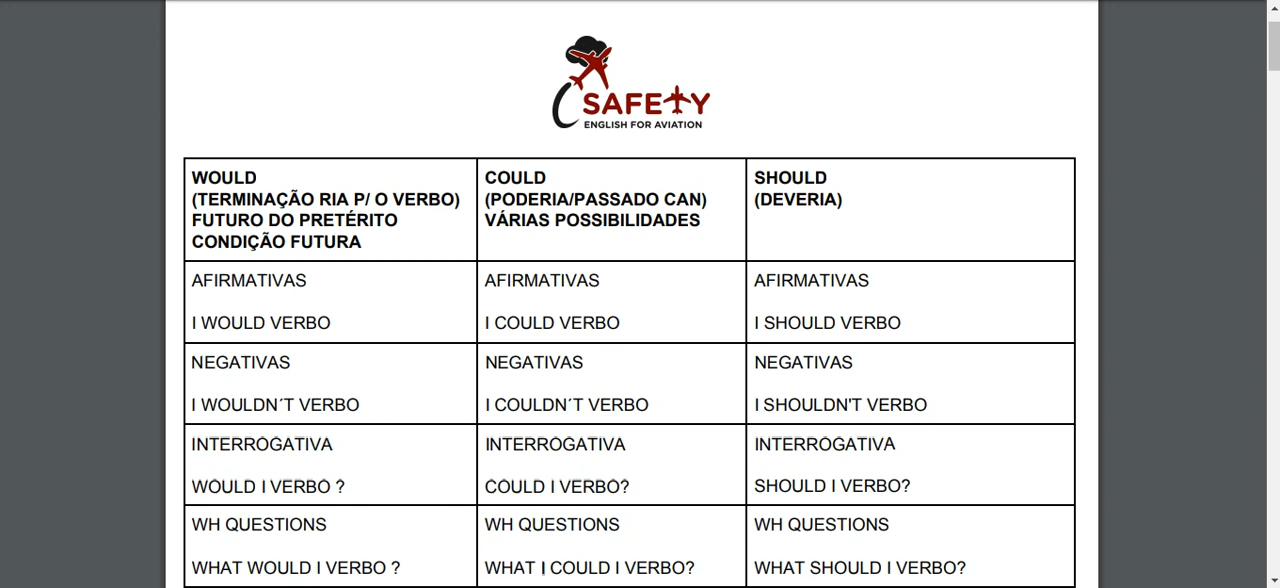 SAFETY
ENGLISH FOR AVIATION
WOULD
(TERMINAÇÃO RIA P/ O VERBO)
FUTURO DO PRETÉRITO
CONDIÇÃO FUTURA
COULD
(PODERIA/PASSADO CAN)
VÁRIAS POSSIBILIDADES
SHOULD
(DEVERIA)
AFIRMATIVAS
I WOULD VERBO
AFIRMATIVAS
I COULD VERBO
AFIRMATIVAS
I SHOULD VERBO
NEGATIVAS
I WOULDN´T VERBO
NEGATIVAS
I COULDN´T VERBO
NEGATIVAS
I SHOULDN'T VERBO
INTERROGATIVA
WOULD I VERBO ?
INTERROGATIVA
COULD I VERBO?
INTERROGATIVA
SHOULD I VERBO?
WH QUESTIONS
WHAT WOULD I VERBO ?
WH QUESTIONS
WHAT I COULD I VERBO?
WH QUESTIONS
WHAT SHOULD I VERBO?